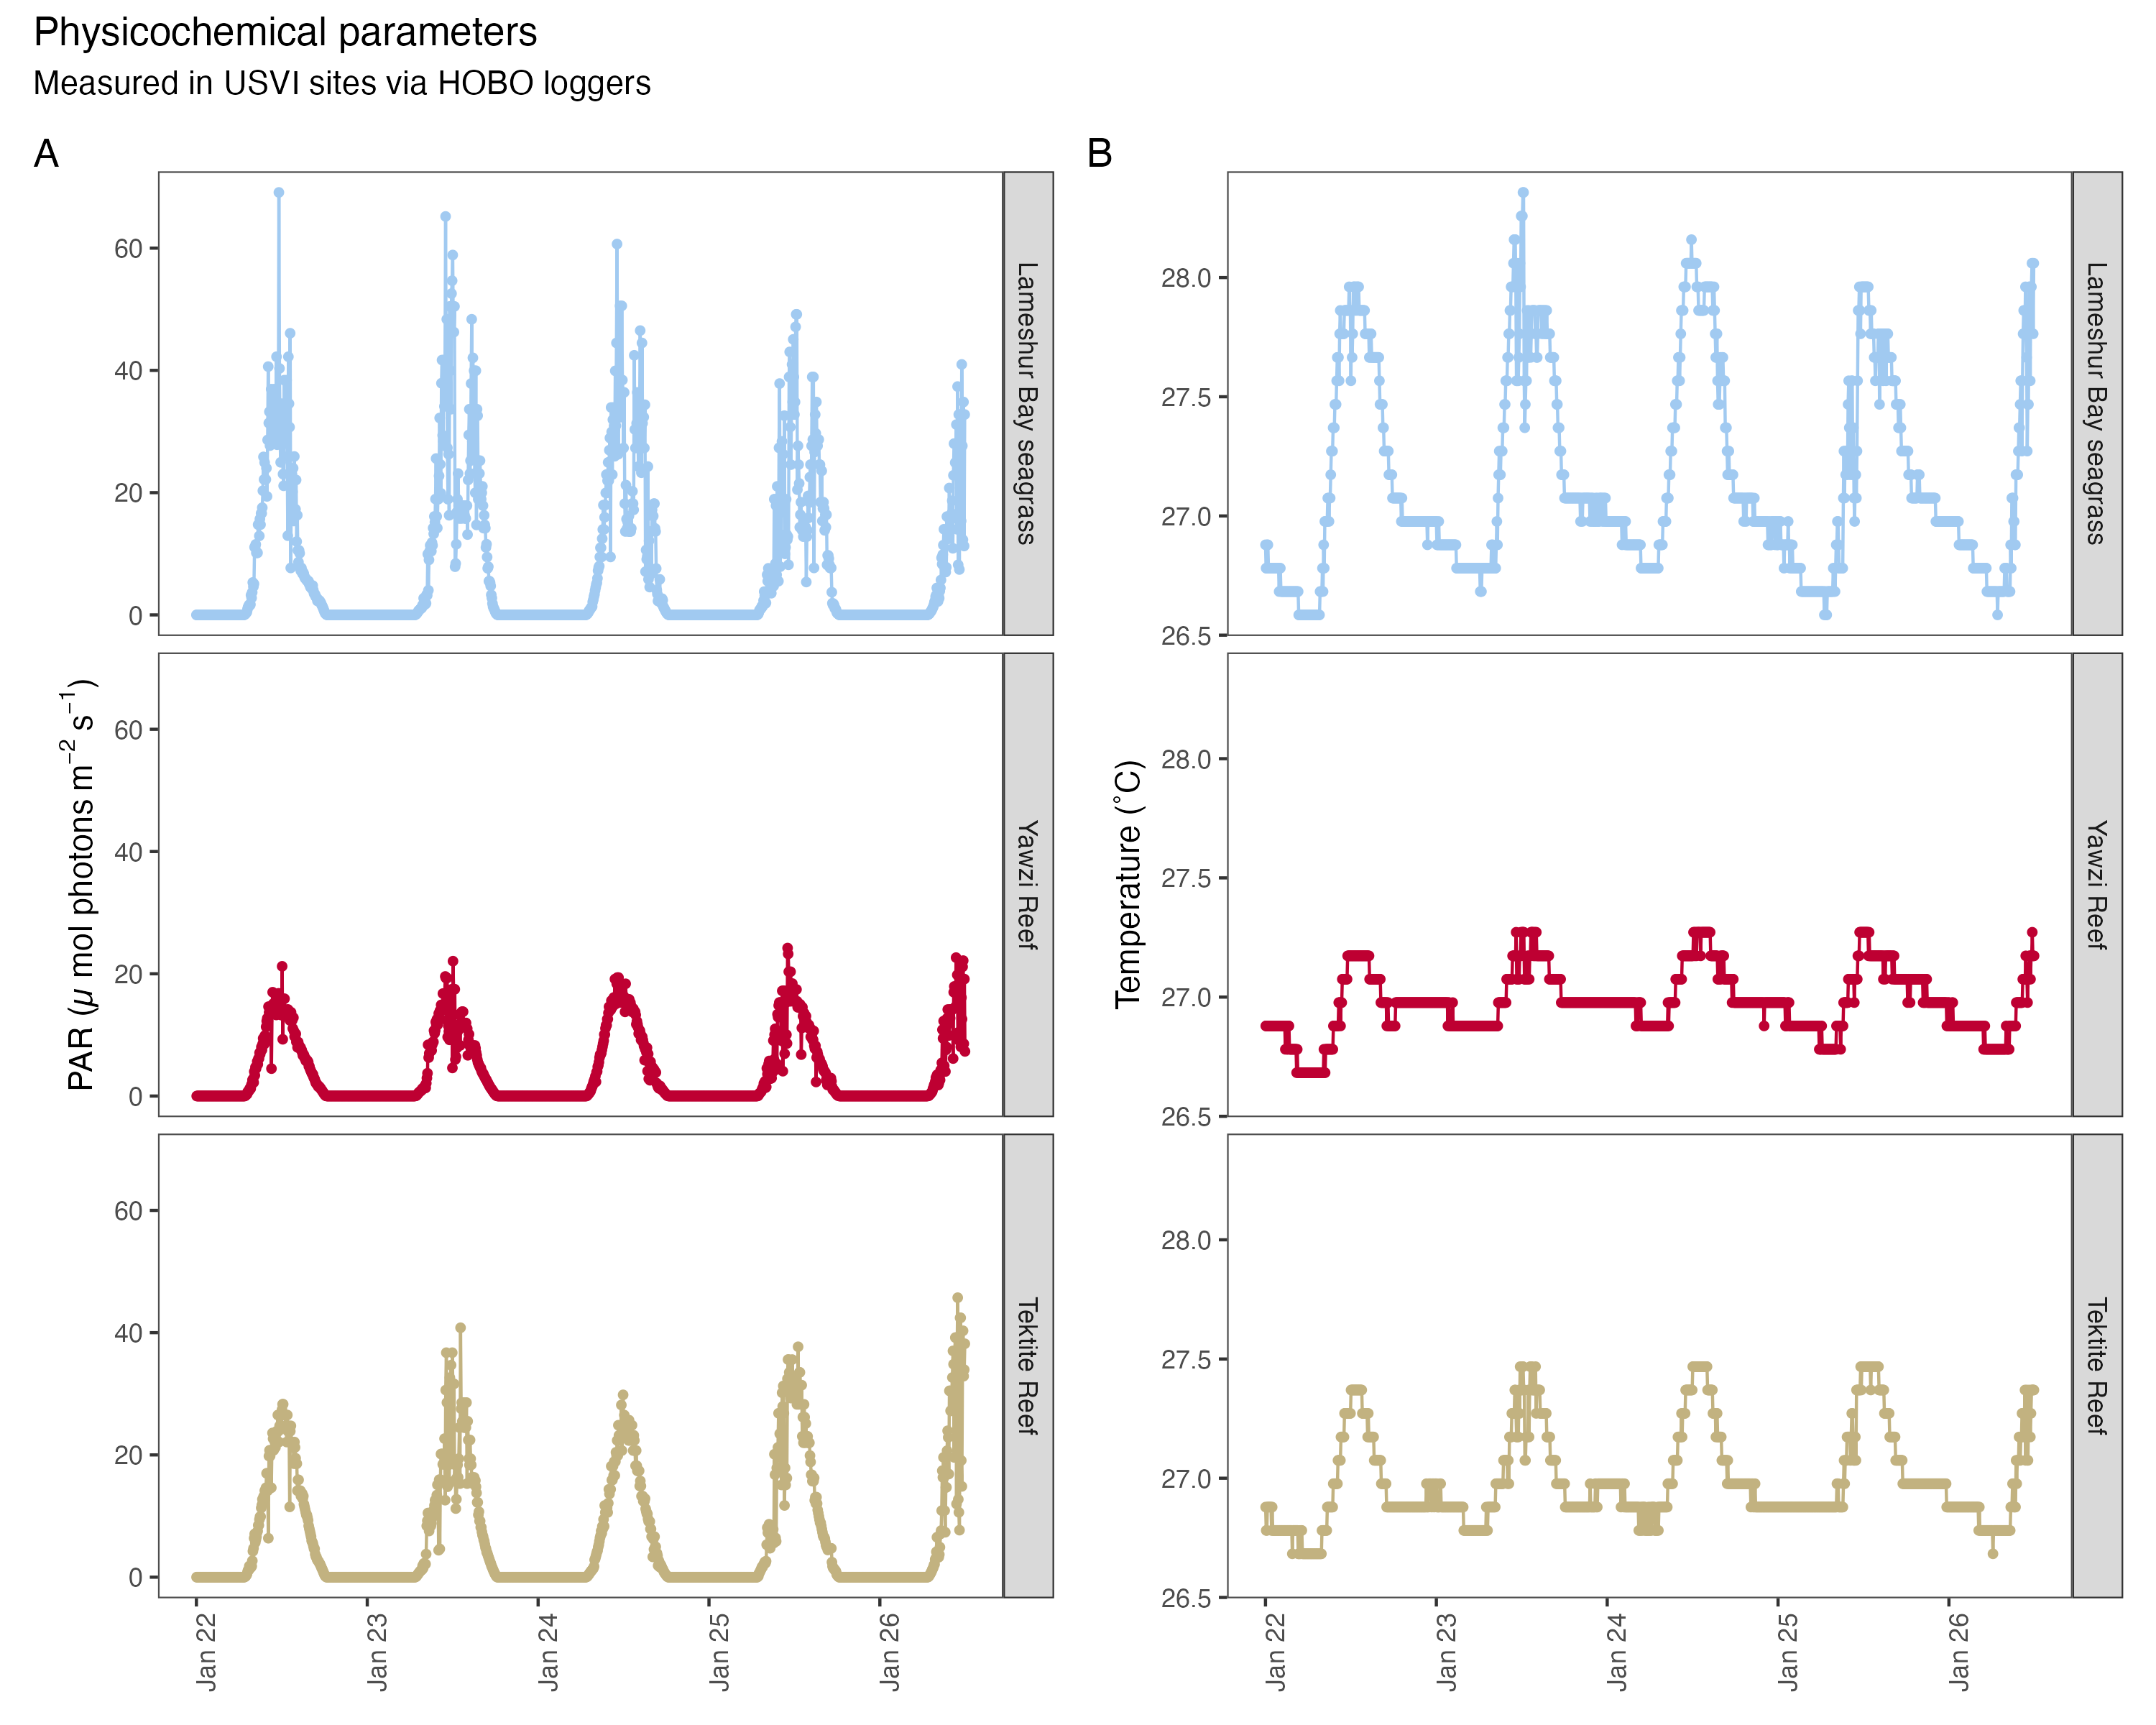 Physicochemical parameters
Measured in USVI sites via HOBO loggers
A
PAR (μ mol photons m⁻² s⁻¹)
60
40
20
0
Lameshur Bay seagrass
60
40
20
0
Yawzi Reef
60
40
20
0
Tektite Reef
Jan 22
Jan 23
Jan 24
Jan 25
Jan 26
B
Temperature (˚C)
28.0
27.5
27.0
26.5
Lameshur Bay seagrass
28.0
27.5
27.0
26.5
Yawzi Reef
28.0
27.5
27.0
26.5
Tektite Reef
Jan 22
Jan 23
Jan 24
Jan 25
Jan 26